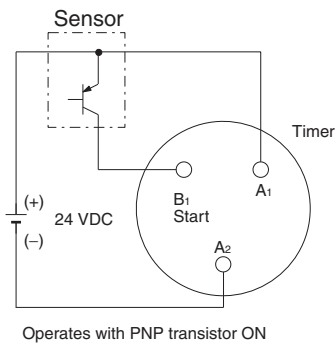 Sensor
Timer
A1
B1
Start
(+)
24 VDC
(−)
A2
Operates with PNP transistor ON